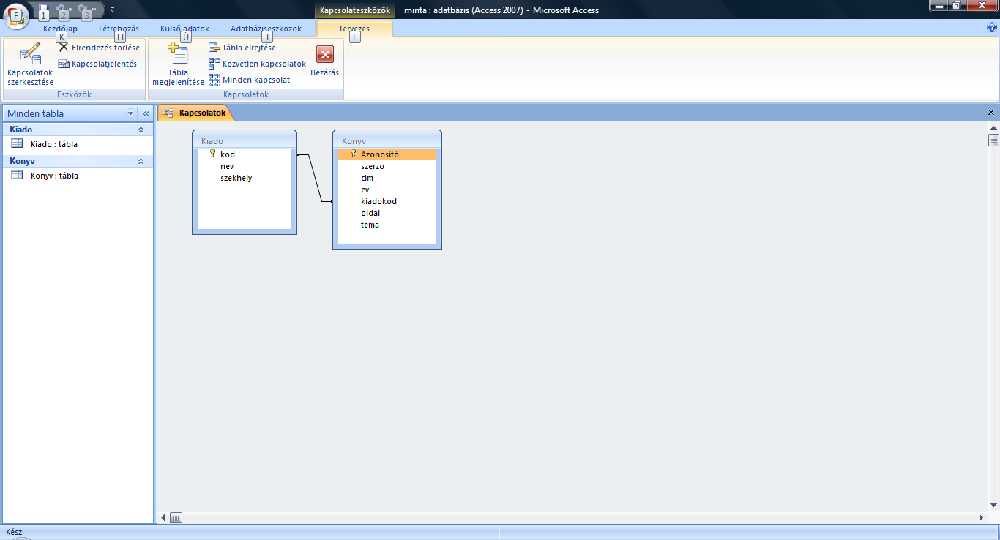 Kapcsolateszközök minta : adatbázis (Access 2007) - Microsoft Access
F 1 2 3
Kezdőlap Létrehozás Külső adatok Adatbáziseszközök Tervezés
K H Ü I E
Kapcsolatok szerkesztése
Elrendezés törlése
Kapcsolatjelentés
Eszközök
Tábla megjelenítése
Tábla elrejtése
Közvetlen kapcsolatok
Minden kapcsolat
Bezárás
Kapcsolatok
Minden tábla
Kiado
Kiado : tábla
Konyv
Konyv : tábla
Kapcsolatok
Kiado
kod
nev
szekhely
Konyv
Azonosító
szerzo
cim
ev
kiadokod
oldal
tema
Kész